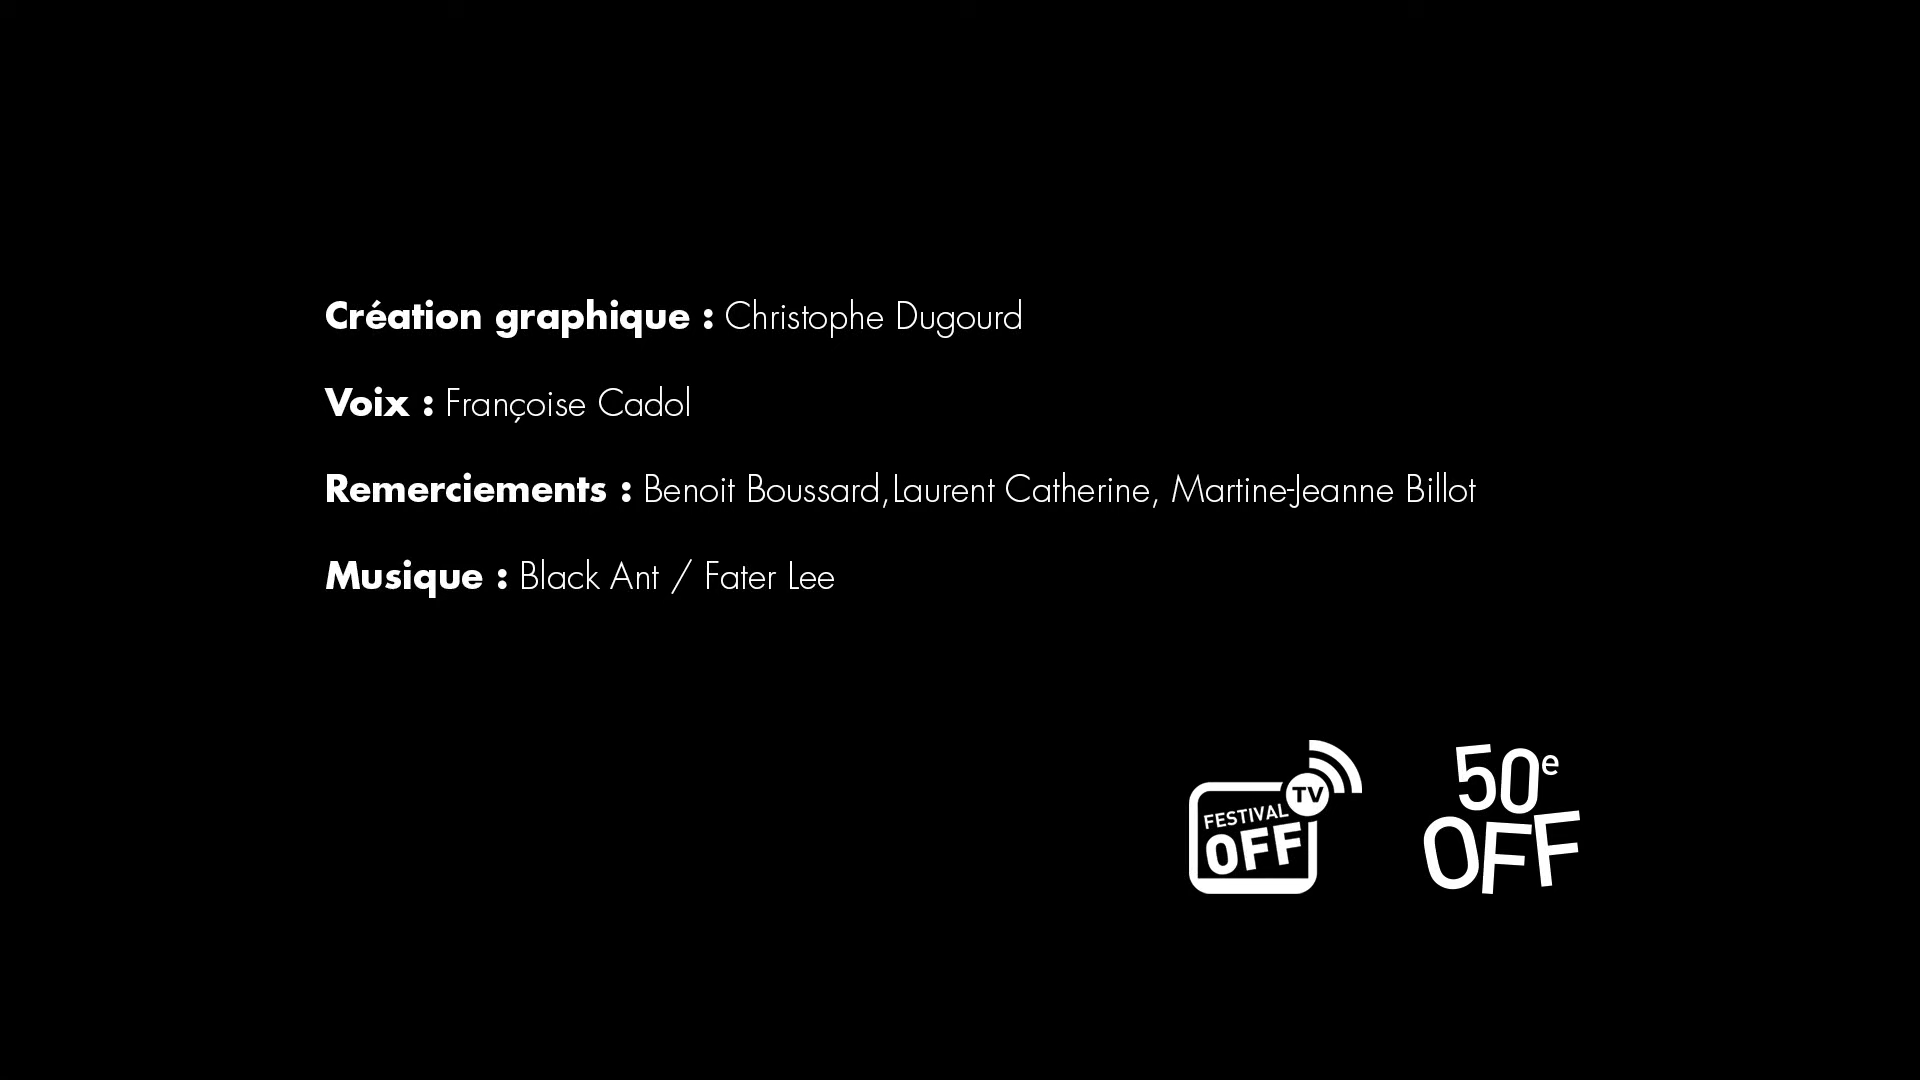 Création graphique : Christophe Dugourd
Voix : Françoise Cadol
Remerciements : Benoit Boussard,Laurent Catherine, Martine-Jeanne Billot
Musique : Black Ant / Fater Lee
TV
FESTIVAL
OFF
50e
OFF